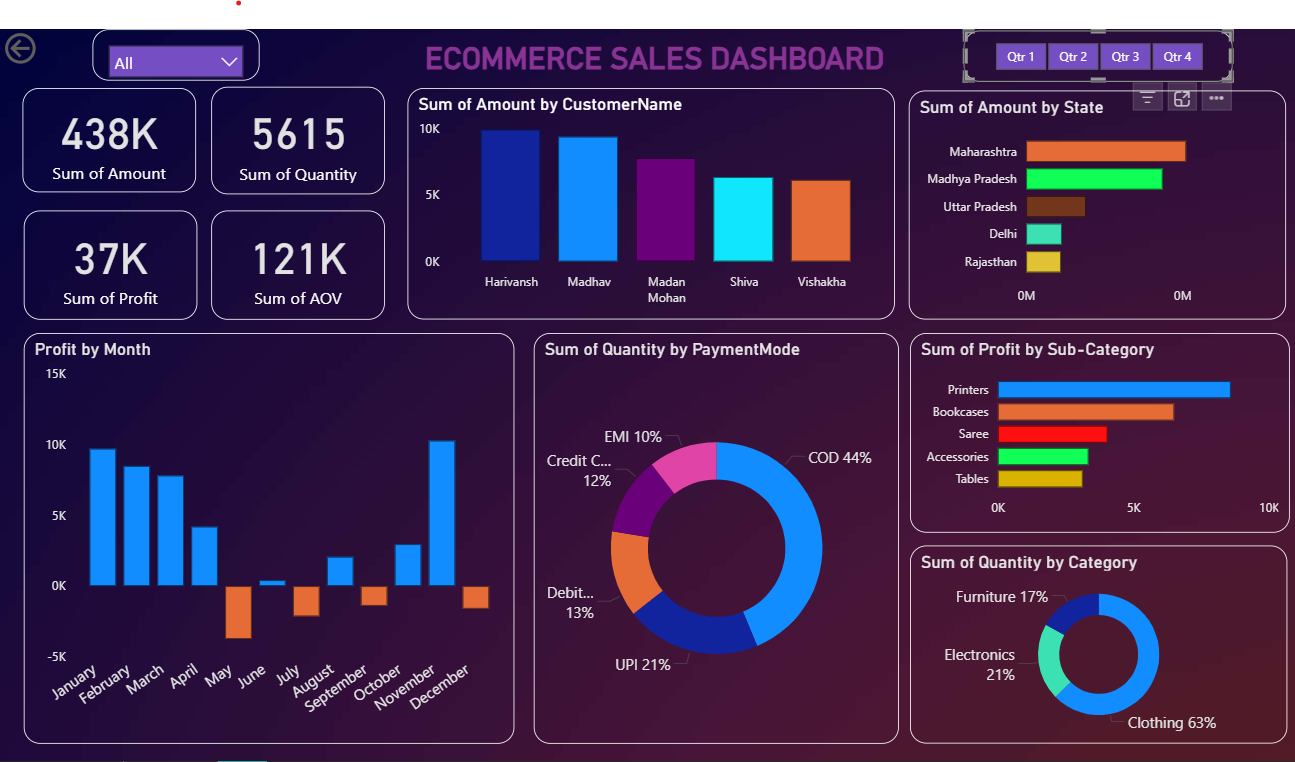 All
ECOMMERCE SALES DASHBOARD
Qtr 1 Qtr 2 Qtr 3 Qtr 4
438K
Sum of Amount
5615
Sum of Quantity
37K
Sum of Profit
121K
Sum of AOV
Sum of Amount by CustomerName
10K
5K
0K
Harivansh Madhav Madan Shiva Vishakha
Mohan
Sum of Amount by State
Maharashtra
Madhya Pradesh
Uttar Pradesh
Delhi
Rajasthan
0M 0M
Profit by Month
15K
10K
5K
0K
-5K
January February March April May June July August September October November December
Sum of Quantity by PaymentMode
EMI 10%
COD 44%
Credit C...
12%
Debit...
13%
UPI 21%
Sum of Profit by Sub-Category
Printers
Bookcases
Saree
Accessories
Tables
0K 5K 10K
Sum of Quantity by Category
Furniture 17%
Electronics
21%
Clothing 63%